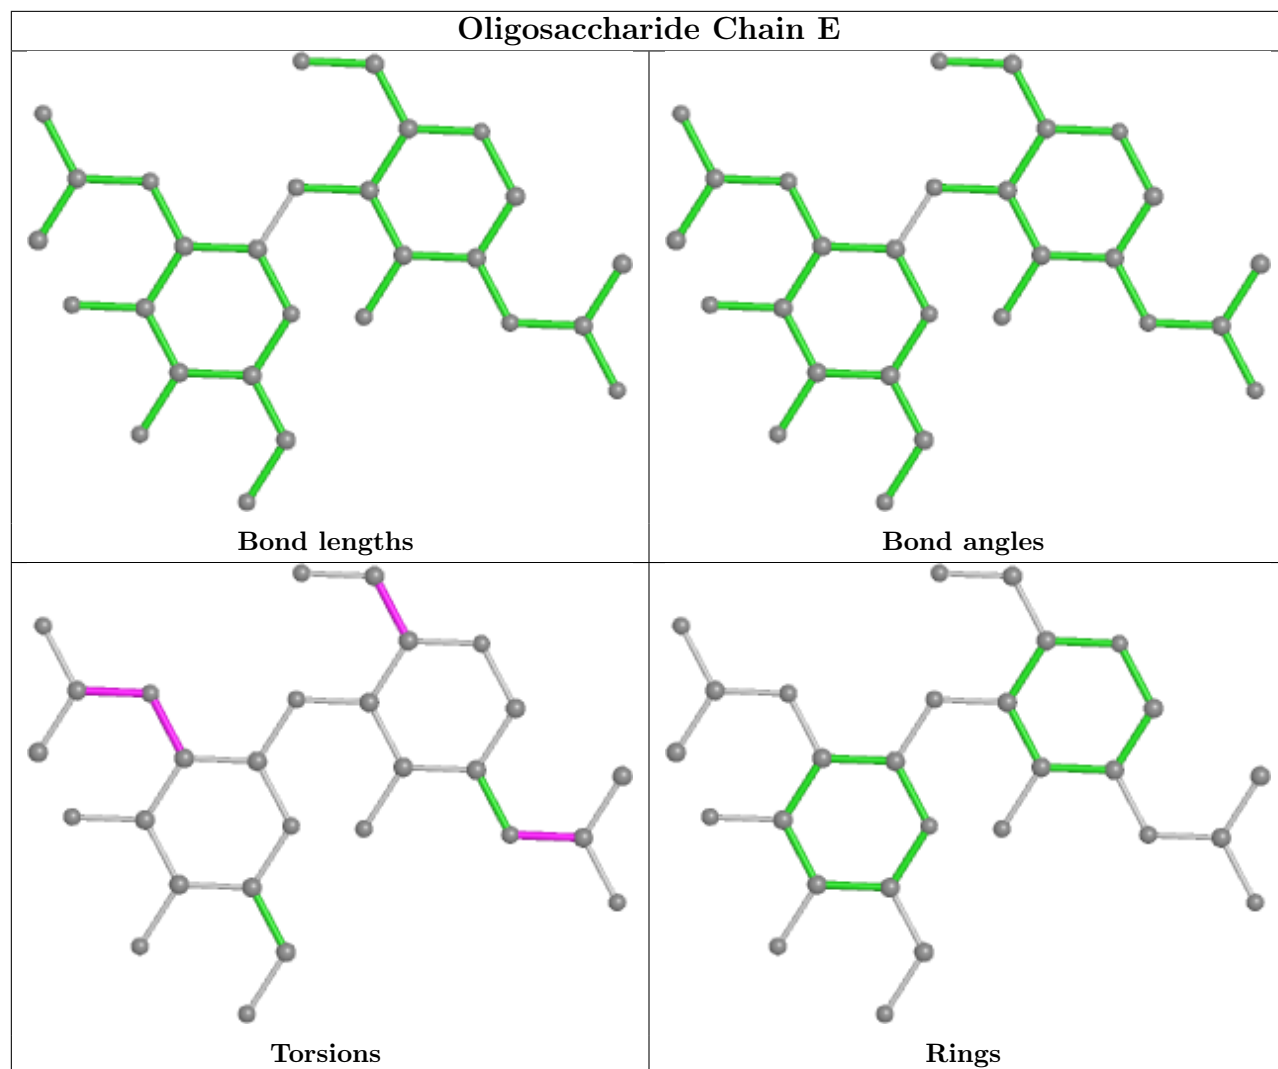 Oligosaccharide Chain E
Bond lengths
Bond angles
Torsions
Rings